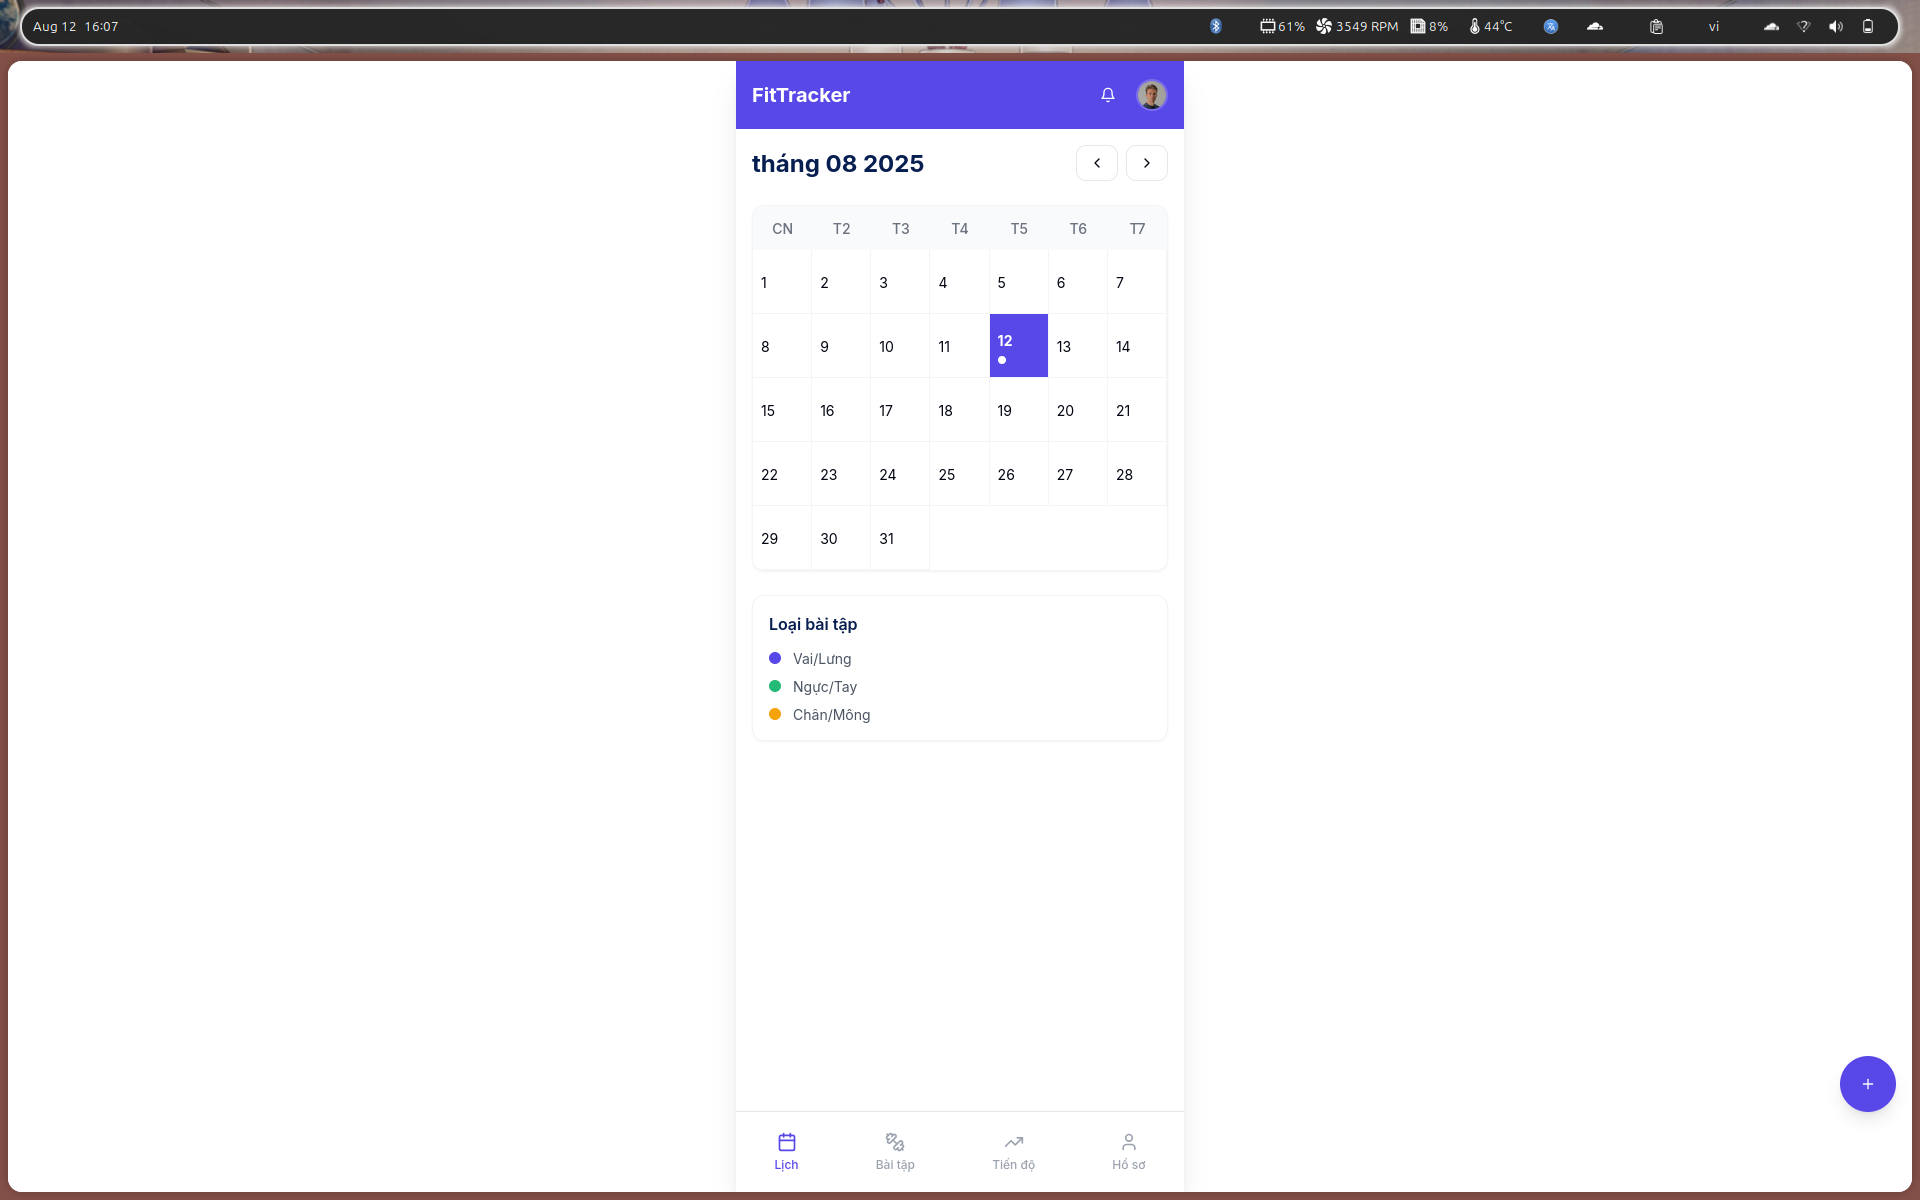 Aug 12 16:07
61% 3549 RPM 8% 44°C vi
FitTracker
tháng 08 2025
CN T2 T3 T4 T5 T6 T7
1 2 3 4 5 6 7
8 9 10 11 12 13 14
15 16 17 18 19 20 21
22 23 24 25 26 27 28
29 30 31
Loại bài tập
Vai/Lưng
Ngực/Tay
Chân/Mông
Lịch Bài tập Tiến độ Hồ sơ